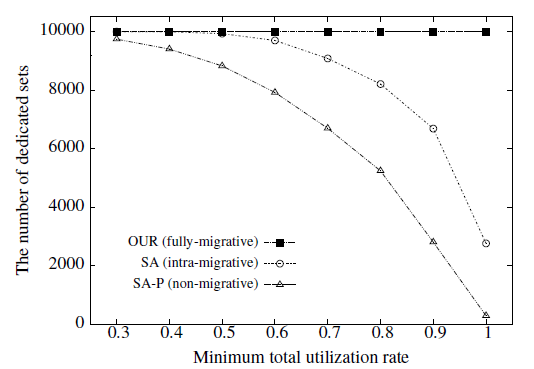 10000
8000
6000
4000
2000
0
The number of dedicated sets
OUR (fully-migrative)
SA (intra-migrative)
SA-P (non-migrative)
0.3 0.4 0.5 0.6 0.7 0.8 0.9 1
Minimum total utilization rate